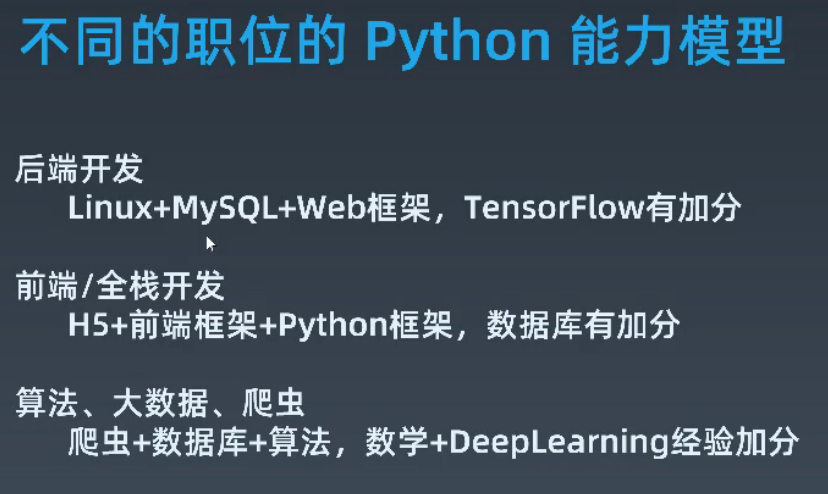 不同的职位的 Python 能力模型
后端开发
Linux+MySQL+Web框架，TensorFlow有加分
前端/全栈开发
H5+前端框架+Python框架，数据库有加分
算法、大数据、爬虫
爬虫+数据库+算法，数学+DeepLearning经验加分